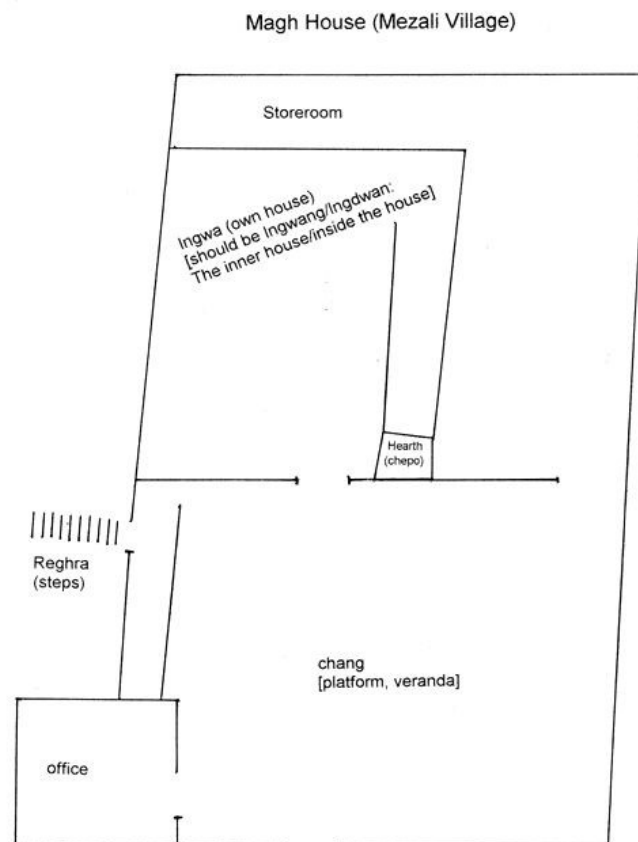 Magh House (Mezali Village)
Storeroom
Ingwa (own house)
[should be Ingwang/Ingdwan:
The inner house/inside the house]
Hearth
(chepo)
Reghra
(steps)
chang
[platform, veranda]
office